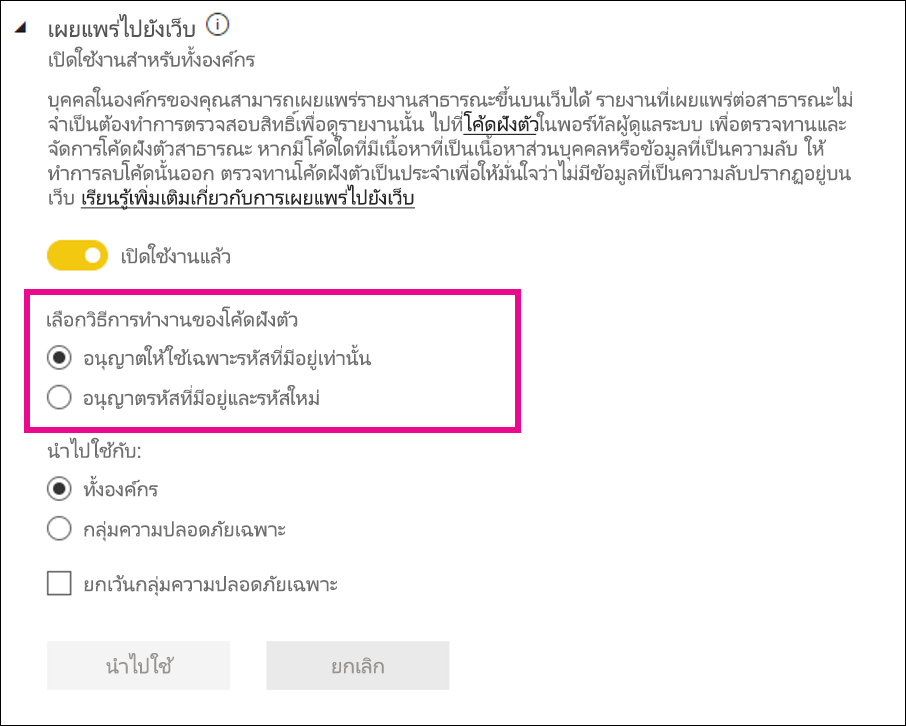 เผยแพร่ไปยังเว็บ
เปิดใช้งานสำหรับทั้งองค์กร
บุคคลในองค์กรของคุณสามารถเผยแพร่รายงานสาธารณะขึ้นบนเว็บได้ รายงานที่เผยแพร่ต่อสาธารณะไม่
จำเป็นต้องทำการตรวจสอบสิทธิ์เพื่อดูรายงานนั้น ไปที่โค้ดฝังตัวในพอร์ทัลผู้ดูแลระบบ เพื่อตรวจทานและ
จัดการโค้ดฝังตัวสาธารณะ หากมีโค้ดใดที่มีเนื้อหาที่เป็นเนื้อหาส่วนบุคคลหรือข้อมูลที่เป็นความลับ ให้
ทำการลบโค้ดนั้นออก ตรวจทานโค้ดฝังตัวเป็นประจำเพื่อให้มั่นใจว่าไม่มีข้อมูลที่เป็นความลับปรากฏอยู่บน
เว็บ เรียนรู้เพิ่มเติมเกี่ยวกับการเผยแพร่ไปยังเว็บ
เปิดใช้งานแล้ว
เลือกวิธีการทำงานของโค้ดฝังตัว
อนุญาตให้ใช้เฉพาะรหัสที่มีอยู่เท่านั้น
อนุญาตรหัสที่มีอยู่และรหัสใหม่
นำไปใช้กับ:
ทั้งองค์กร
กลุ่มความปลอดภัยเฉพาะ
ยกเว้นกลุ่มความปลอดภัยเฉพาะ
นำไปใช้
ยกเลิก